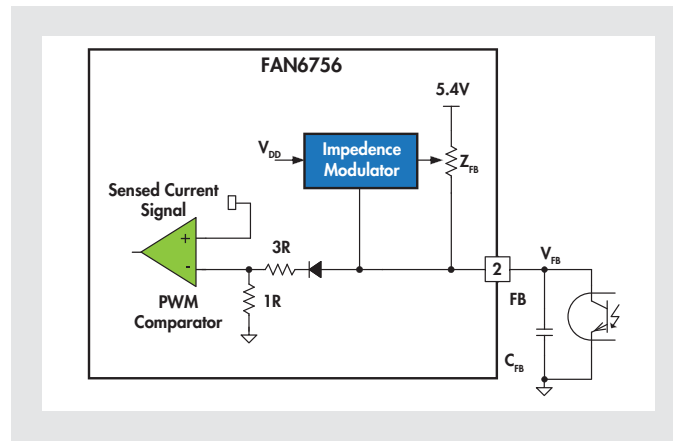 FAN6756
5.4V
V_DD
Impedence
Modulator
Z_FB
Sensed Current
Signal
+
-
3R
1R
PWM
Comparator
2
V_FB
FB
C_FB